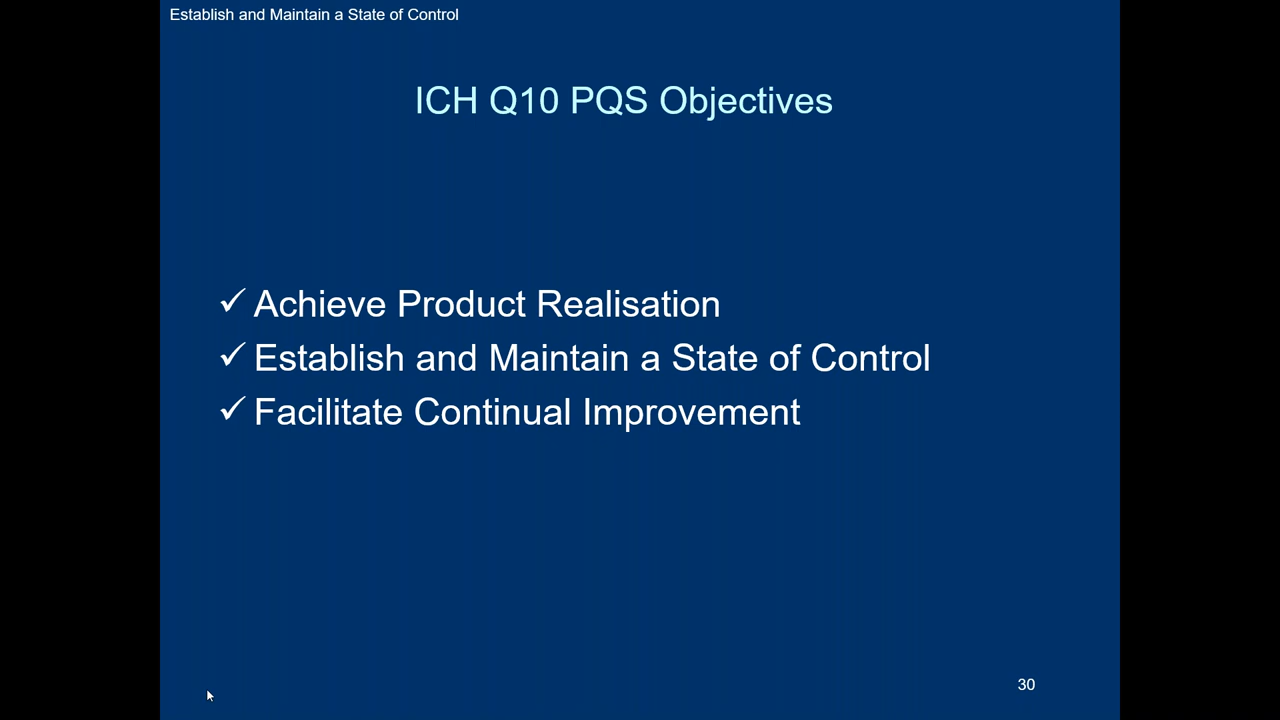 Establish and Maintain a State of Control
ICH Q10 PQS Objectives
✓ Achieve Product Realisation
✓ Establish and Maintain a State of Control
✓ Facilitate Continual Improvement
30